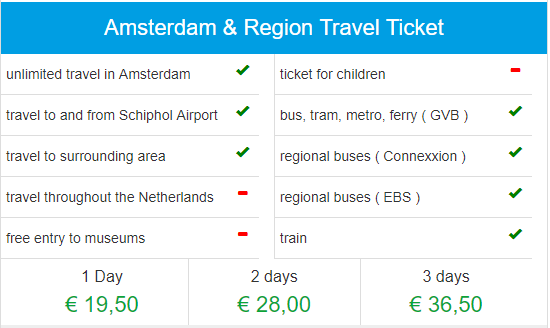 Amsterdam & Region Travel Ticket
unlimited travel in Amsterdam
ticket for children
travel to and from Schiphol Airport
bus, tram, metro, ferry ( GVB )
travel to surrounding area
regional buses ( Connexxion )
travel throughout the Netherlands
regional buses ( EBS )
free entry to museums
train
1 Day
2 days
3 days
€ 19,50
€ 28,00
€ 36,50